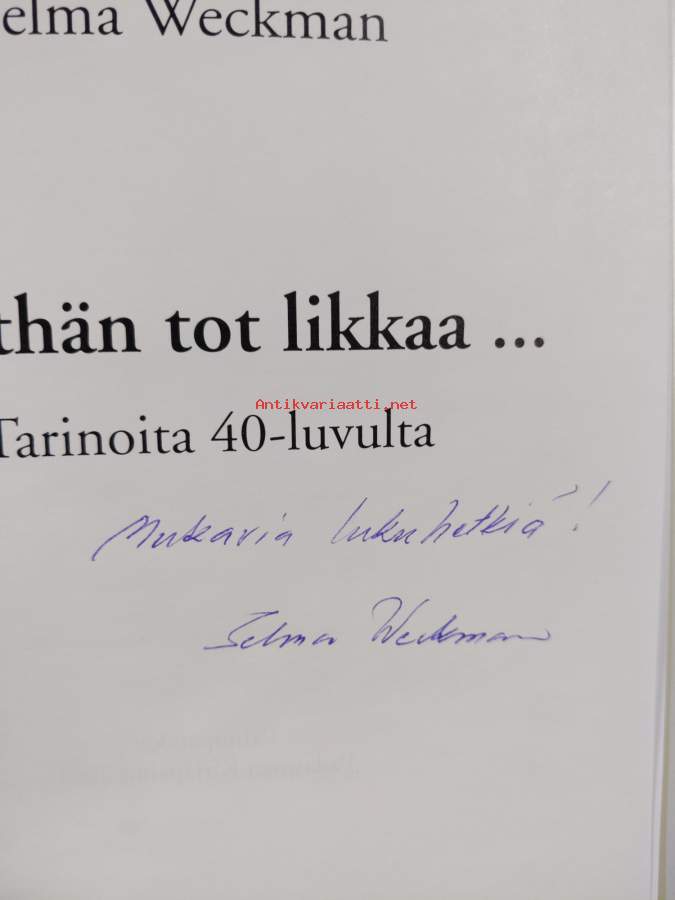 elma Weckman
thän tot likkaa ...
Antikvariaatti.net
Tarinoita 40-luvulta
Mukavia lukuhetkiä!
Selma Weckman